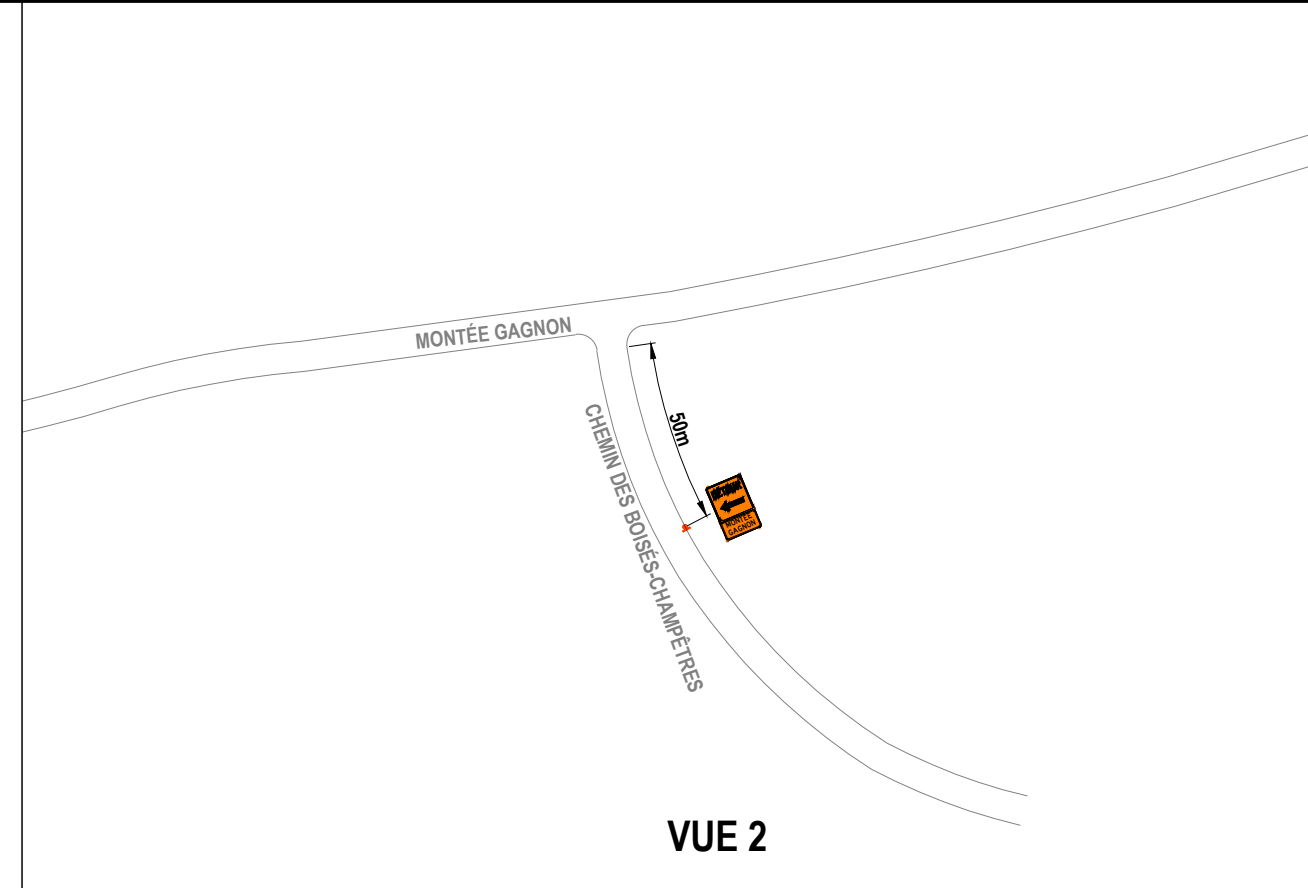 MONTÉE GAGNON
50m
CHEMIN DES BOISÉS-CHAMPÊTRES
MONTÉE
GAGNON
VUE 2